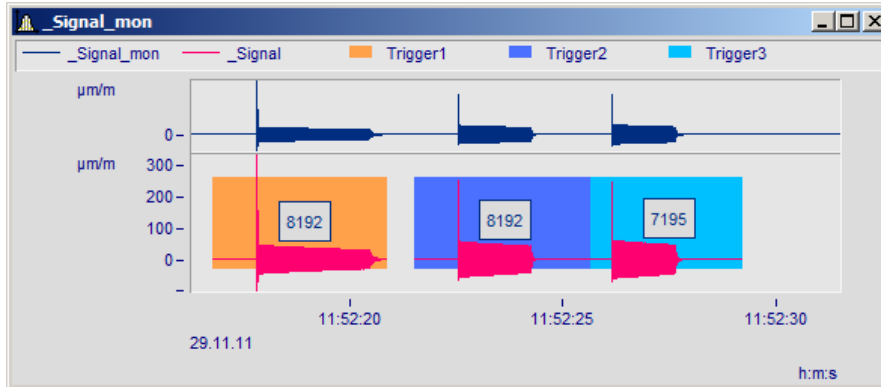 _Signal_mon
_Signal_mon _Signal Trigger1 Trigger2 Trigger3
µm/m
0
µm/m
300
200
100
0
8192 8192 7195
11:52:20 11:52:25 11:52:30
29.11.11
h:m:s